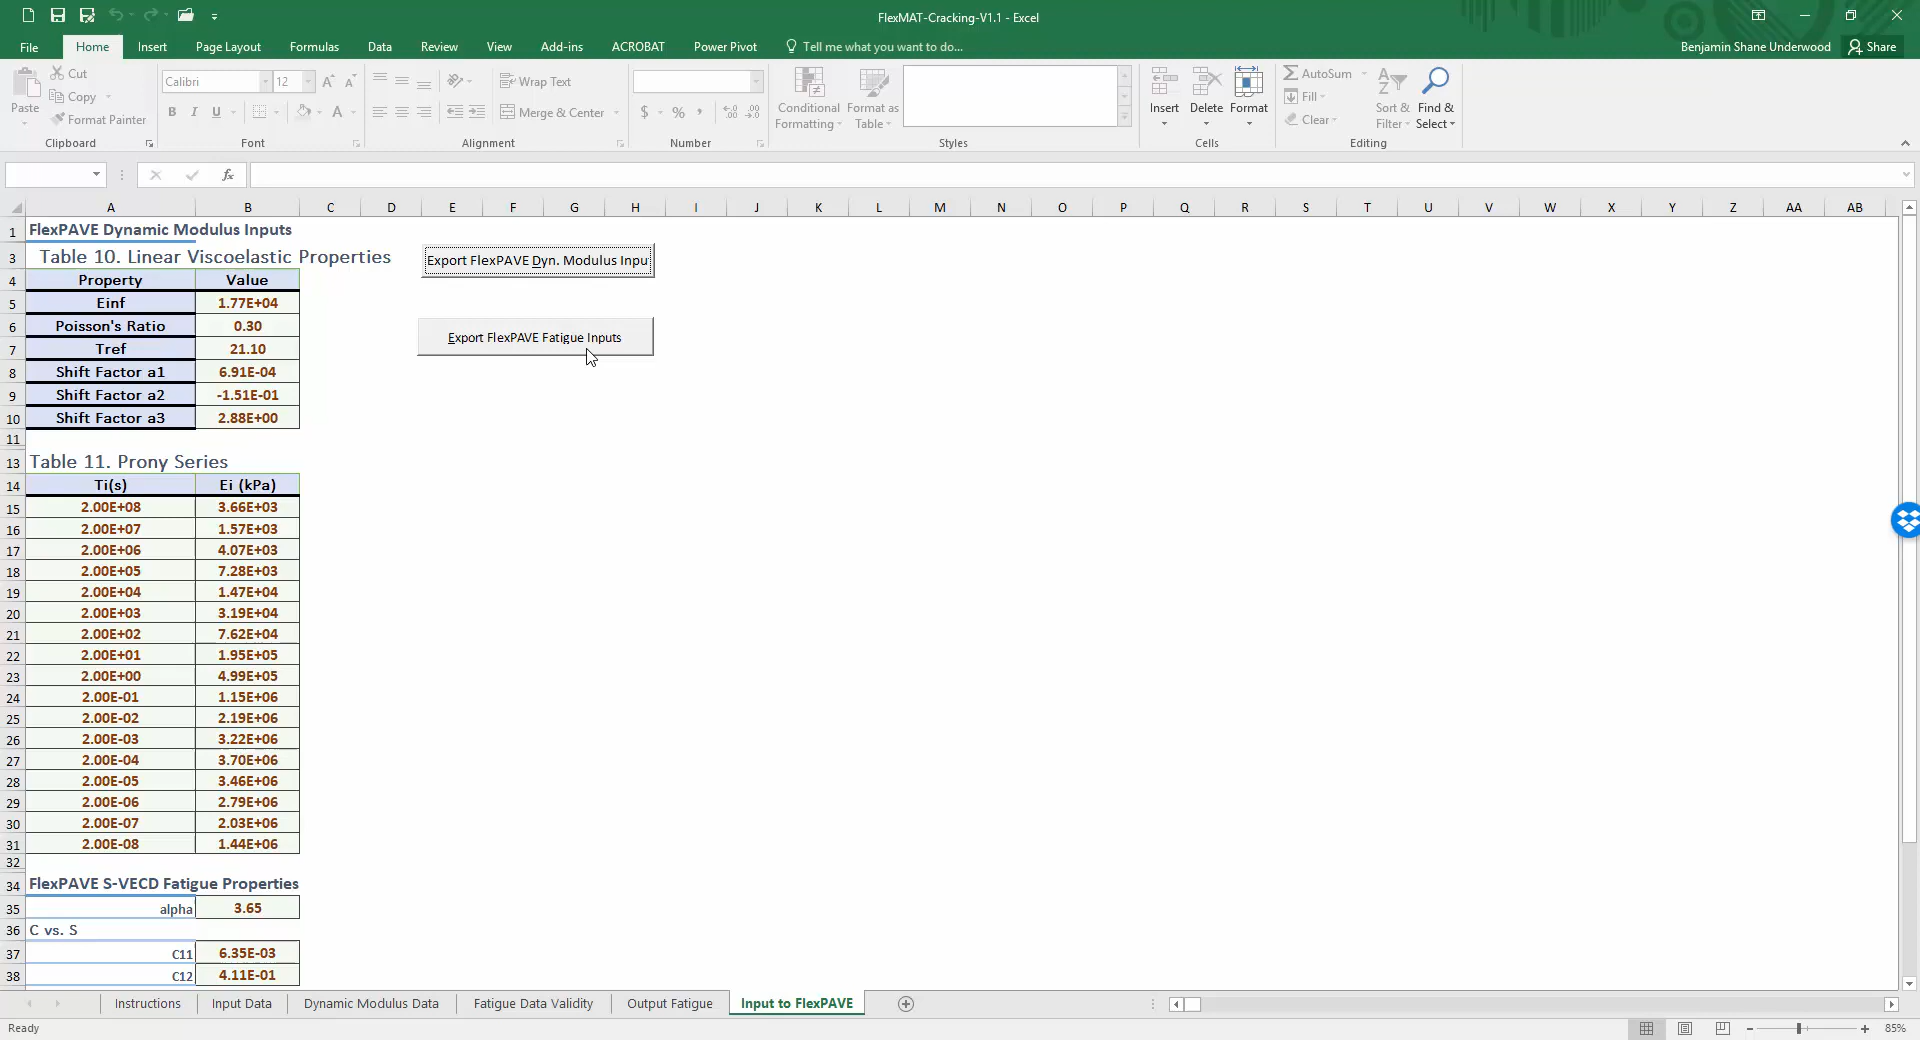 FlexMAT-Cracking-V1.1 - Excel
File Home Insert Page Layout Formulas Data Review View Add-ins ACROBAT Power Pivot Tell me what you want to do... Benjamin Shane Underwood Share
Paste Cut Copy Format Painter Clipboard
Calibri 12 A A B I U A Font
Wrap Text Merge & Center Alignment
$ % , Number
Conditional Formatting Format as Table Styles
Insert Delete Format Cells
AutoSum Fill Clear Sort & Filter Find & Select Editing
fx
A B C D E F G H I J K L M N O P Q R S T U V W X Y Z AA AB
1 FlexPAVE Dynamic Modulus Inputs
3 Table 10. Linear Viscoelastic Properties Export FlexPAVE Dyn. Modulus Inpu
4 Property Value
5 Einf 1.77E+04
6 Poisson's Ratio 0.30 Export FlexPAVE Fatigue Inputs
7 Tref 21.10
8 Shift Factor a1 6.91E-04
9 Shift Factor a2 -1.51E-01
10 Shift Factor a3 2.88E+00
11
13 Table 11. Prony Series
14 Ti(s) Ei (kPa)
15 2.00E+08 3.66E+03
16 2.00E+07 1.57E+03
17 2.00E+06 4.07E+03
18 2.00E+05 7.28E+03
19 2.00E+04 1.47E+04
20 2.00E+03 3.19E+04
21 2.00E+02 7.62E+04
22 2.00E+01 1.95E+05
23 2.00E+00 4.99E+05
24 2.00E-01 1.15E+06
25 2.00E-02 2.19E+06
26 2.00E-03 3.22E+06
27 2.00E-04 3.70E+06
28 2.00E-05 3.46E+06
29 2.00E-06 2.79E+06
30 2.00E-07 2.03E+06
31 2.00E-08 1.44E+06
32
34 FlexPAVE S-VECD Fatigue Properties
35 alpha 3.65
36 C vs. S
37 C11 6.35E-03
38 C12 4.11E-01
Instructions Input Data Dynamic Modulus Data Fatigue Data Validity Output Fatigue Input to FlexPAVE
Ready 85%